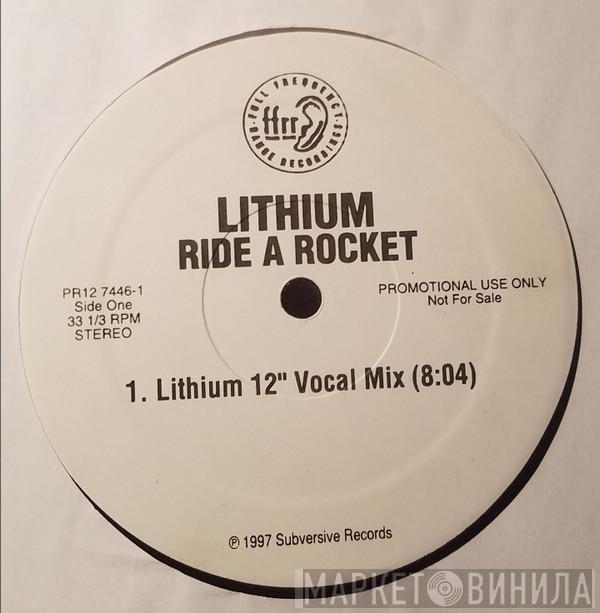 FULL FREQUENCY
ffrr
RANGE RECORDINGS
LITHIUM
RIDE A ROCKET
PR12 7446-1
Side One
33 1/3 RPM
STEREO
PROMOTIONAL USE ONLY
Not For Sale
1. Lithium 12" Vocal Mix (8:04)
℗ 1997 Subversive Records
МАРКЕТ ВИНИЛА